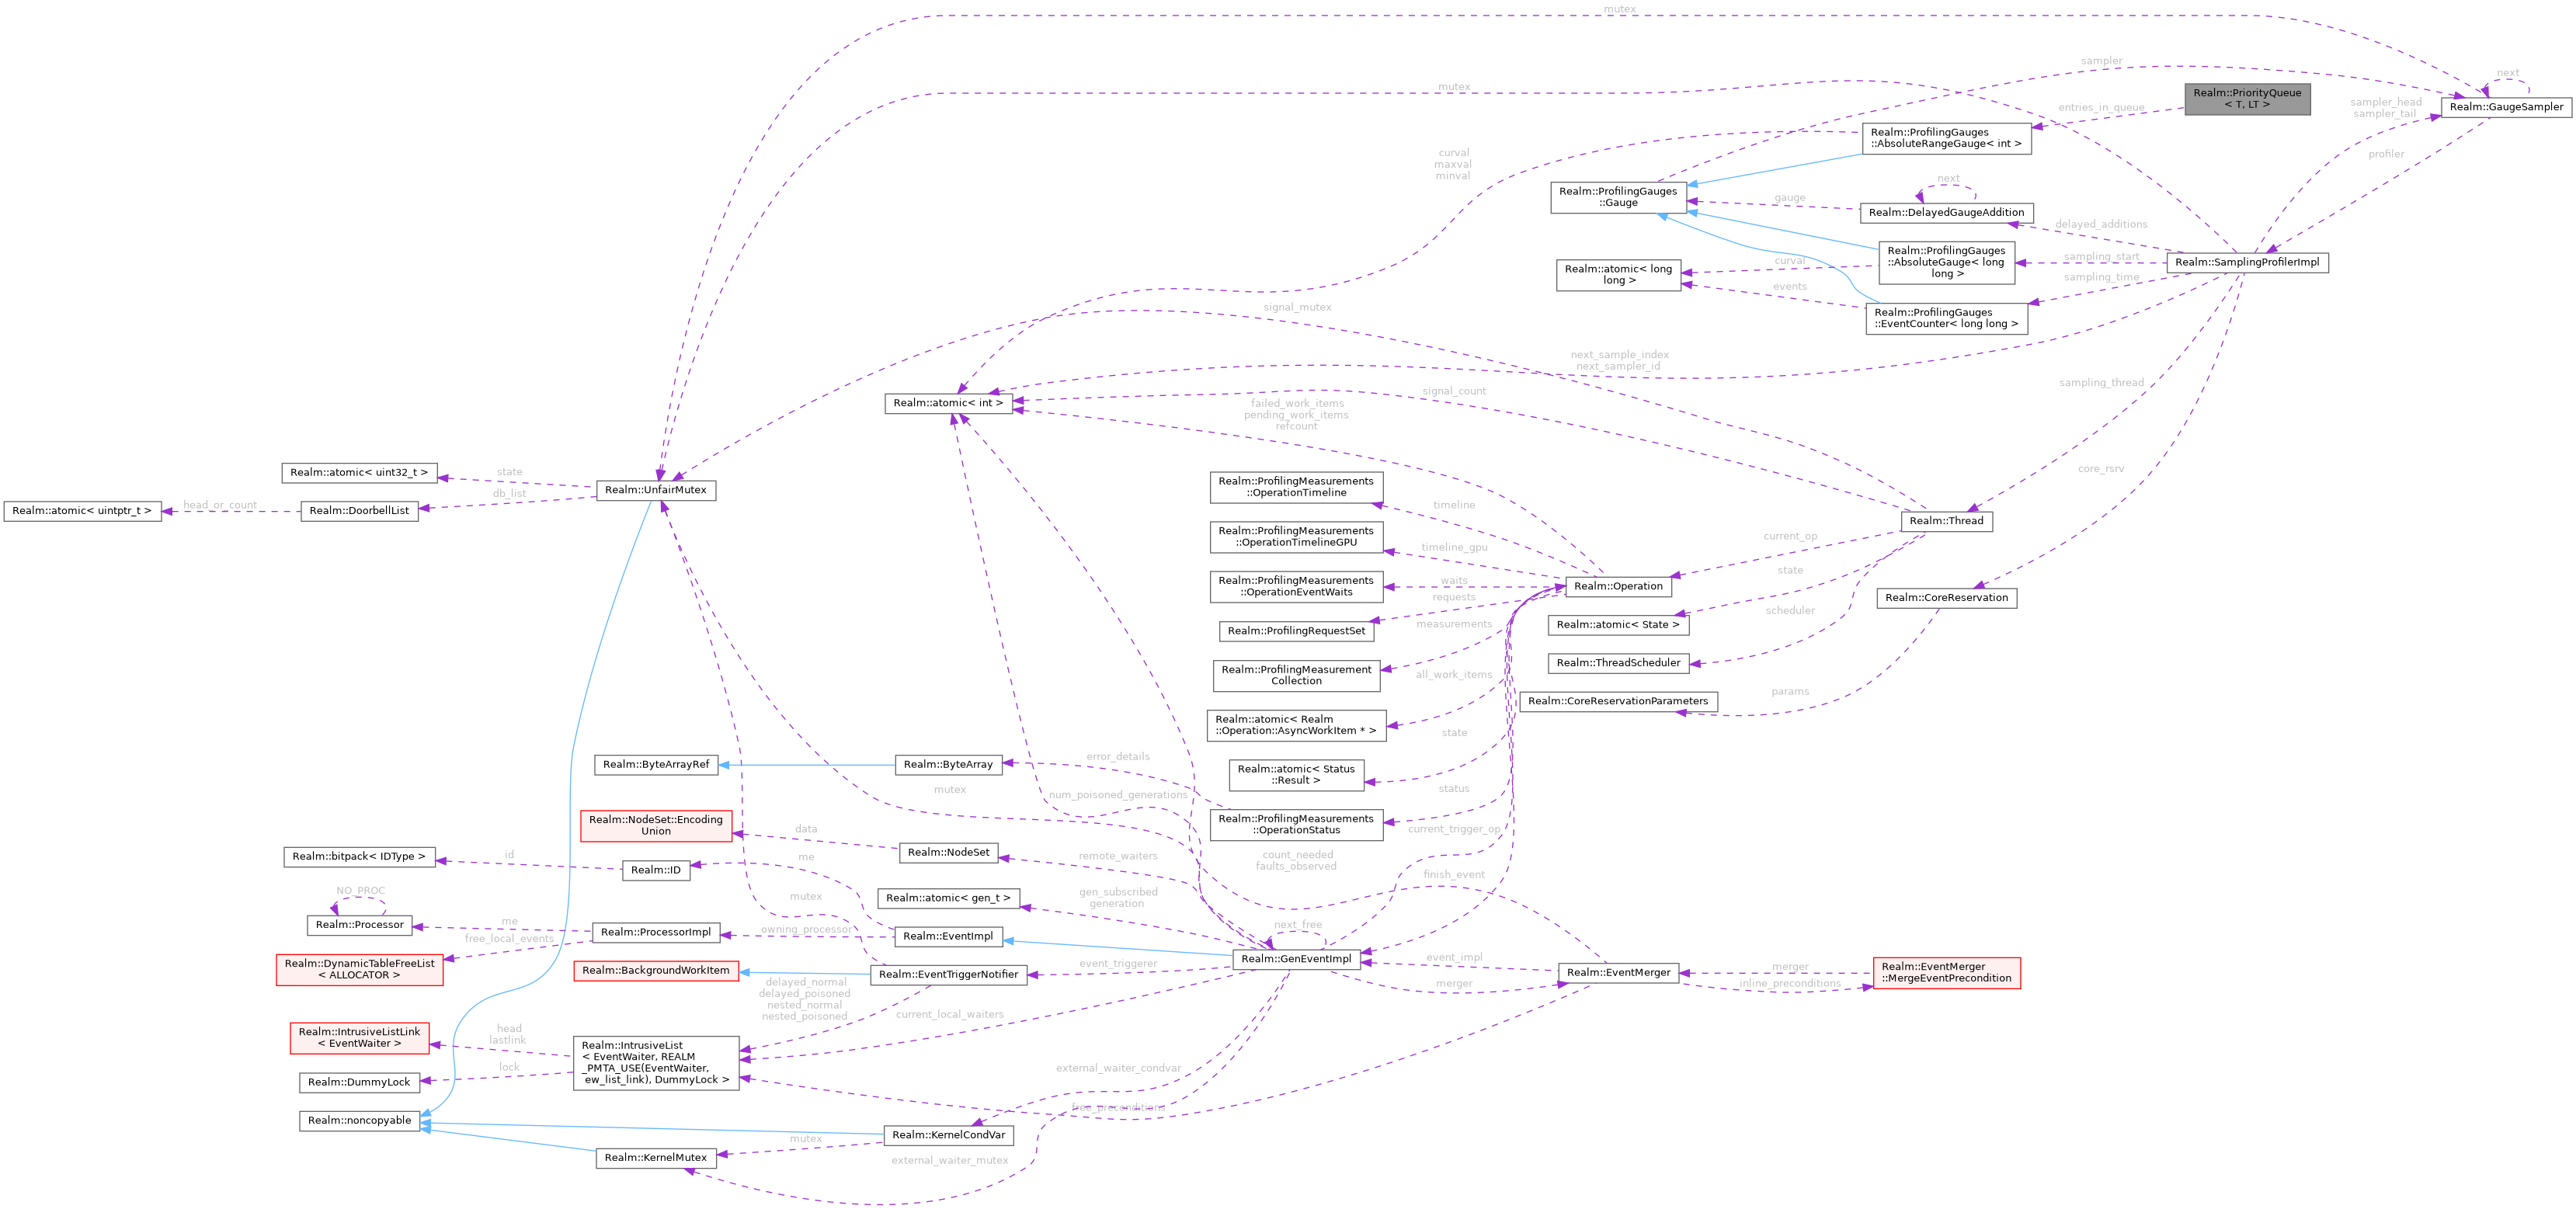 mutex
sampler
next
mutex
Realm::PriorityQueue
< T, LT >
Realm::GaugeSampler
entries_in_queue
sampler_head
sampler_tail
Realm::ProfilingGauges
::AbsoluteRangeGauge< int >
curval
maxval
minval
profiler
Realm::ProfilingGauges
::Gauge
next
gauge
Realm::DelayedGaugeAddition
delayed_additions
Realm::ProfilingGauges
::AbsoluteGauge< long
long >
sampling_start
Realm::SamplingProfilerImpl
Realm::atomic< long
long >
curval
sampling_time
events
Realm::ProfilingGauges
::EventCounter< long long >
signal_mutex
next_sample_index
next_sampler_id
sampling_thread
signal_count
Realm::atomic< int >
failed_work_items
pending_work_items
refcount
core_rsrv
Realm::atomic< uint32_t >
state
Realm::UnfairMutex
db_list
Realm::atomic< uintptr_t >
head_or_count
Realm::DoorbellList
Realm::ProfilingMeasurements
::OperationTimeline
timeline
Realm::Thread
Realm::ProfilingMeasurements
::OperationTimelineGPU
timeline_gpu
current_op
Realm::ProfilingMeasurements
::OperationEventWaits
waits
Realm::Operation
state
requests
Realm::CoreReservation
scheduler
Realm::ProfilingRequestSet
measurements
Realm::atomic< State >
Realm::ProfilingMeasurement
Collection
Realm::ThreadScheduler
all_work_items
Realm::CoreReservationParameters
params
Realm::atomic< Realm
::Operation::AsyncWorkItem * >
state
error_details
Realm::ByteArrayRef
Realm::ByteArray
Realm::atomic< Status
::Result >
mutex
num_poisoned_generations
status
Realm::NodeSet::Encoding
Union
data
Realm::ProfilingMeasurements
::OperationStatus
current_trigger_op
Realm::bitpack< IDType >
id
Realm::ID
me
Realm::NodeSet
remote_waiters
count_needed
faults_observed
finish_event
NO_PROC
mutex
Realm::atomic< gen_t >
gen_subscribed
generation
Realm::Processor
me
Realm::ProcessorImpl
owning_processor
Realm::EventImpl
next_free
free_local_events
Realm::DynamicTableFreeList
< ALLOCATOR >
Realm::BackgroundWorkItem
Realm::EventTriggerNotifier
event_triggerer
Realm::GenEventImpl
event_impl
merger
Realm::EventMerger
merger
inline_preconditions
Realm::EventMerger
::MergeEventPrecondition
delayed_normal
delayed_poisoned
nested_normal
nested_poisoned
current_local_waiters
Realm::IntrusiveListLink
< EventWaiter >
head
lastlink
Realm::IntrusiveList
< EventWaiter, REALM
_PMTA_USE(EventWaiter,
ew_list_link), DummyLock >
external_waiter_condvar
Realm::DummyLock
lock
free_preconditions
Realm::noncopyable
Realm::KernelCondVar
mutex
Realm::KernelMutex
external_waiter_mutex